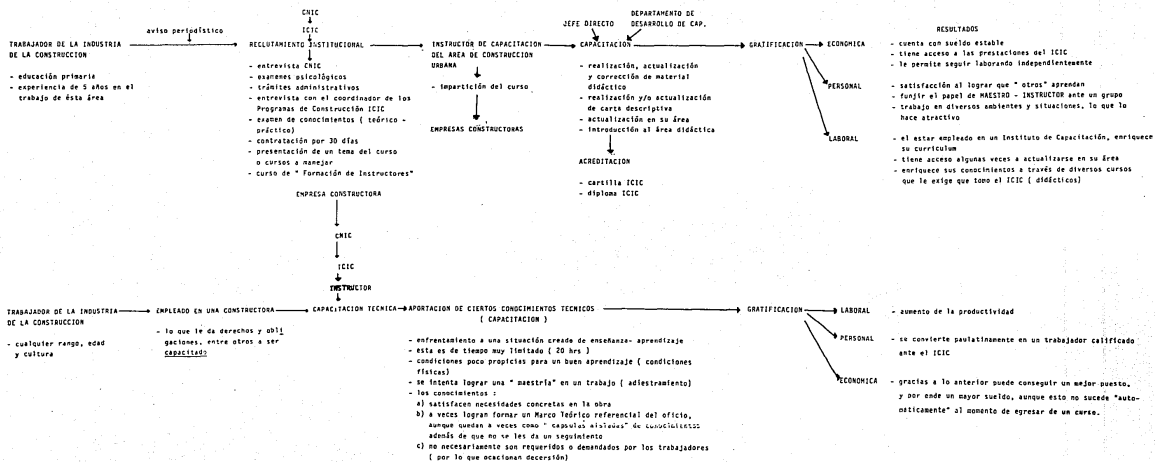 CNIC
ICIC
aviso periodístico
TRABAJADOR DE LA INDUSTRIA
DE LA CONSTRUCCION
- educación primaria
- experiencia de 5 años en el
trabajo de ésta área
RECLUTAMIENTO INSTITUCIONAL
- entrevista CNIC
- examenes psicológicos
- trámites administrativos
- entrevista con el coordinador de los
Programas de Construcción ICIC
- examen de conocimientos ( teórico -
práctico)
- contratación por 30 días
- presentación de un tema del curso
o cursos a manejar
- curso de " Formación de Instructores"
INSTRUCTOR DE CAPACITACION
DEL AREA DE CONSTRUCCION
URBANA
- impartición del curso
EMPRESAS CONSTRUCTORAS
JEFE DIRECTO
DEPARTAMENTO DE
DESARROLLO DE CAP.
CAPACITACION
- realización, actualización
y corrección de material
didáctico
- realización y/o actualización
de carta descriptiva
- actualización en su área
- introducción al área didáctica
ACREDITACION
- cartilla ICIC
- diploma ICIC
GRATIFICACION
RESULTADOS
ECONOMICA
- cuenta con sueldo estable
- tiene acceso a las prestaciones del ICIC
- le permite seguir laborando independientemente
PERSONAL
- satisfacción al lograr que " otros" aprendan
- funjir el papel de MAESTRO - INSTRUCTOR ante un grupo
- trabajo en diversos ambientes y situaciones, lo que lo
hace atractivo
LABORAL
- el estar empleado en un Instituto de Capacitación, enriquece
su curriculum
- tiene acceso algunas veces a actualizarse en su área
- enriquece sus conocimientos a través de diversos cursos
que le exige que tome el ICIC ( didácticos)
EMPRESA CONSTRUCTORA
CNIC
ICIC
INSTRUCTOR
TRABAJADOR DE LA INDUSTRIA
DE LA CONSTRUCCION
- cualquier rango, edad
y cultura
EMPLEADO EN UNA CONSTRUCTORA
- lo que le da derechos y obli
gaciones, entre otros a ser
capacitado
CAPACITACION TECNICA
APORTACION DE CIERTOS CONOCIMIENTOS TECNICOS
( CAPACITACION )
- enfrentamiento a una situación creada de enseñanza- aprendizaje
- esta es de tiempo muy limitado ( 20 hrs )
- condiciones poco propicias para un buen aprendizaje ( condiciones
físicas)
- se intenta lograr una " maestría" en un trabajo ( adiestramiento)
- los conocimientos :
a) satisfacen necesidades concretas en la obra
b) a veces logran formar un Marco Teórico referencial del oficio,
aunque quedan a veces como " capsulas aisladas" de conocimientos
además de que no se les da un seguimiento
c) no necesariamente son requeridos o demandados por los trabajadores
( por lo que ocacionan decersión)
GRATIFICACION
LABORAL
- aumento de la productividad
PERSONAL
- se convierte paulatinamente en un trabajador calificado
ante el ICIC
ECONOMICA
- gracias a lo anterior puede conseguir un mejor puesto,
y por ende un mayor sueldo, aunque ésto no sucede "auto-
maticamente" al momento de egresar de un curso.